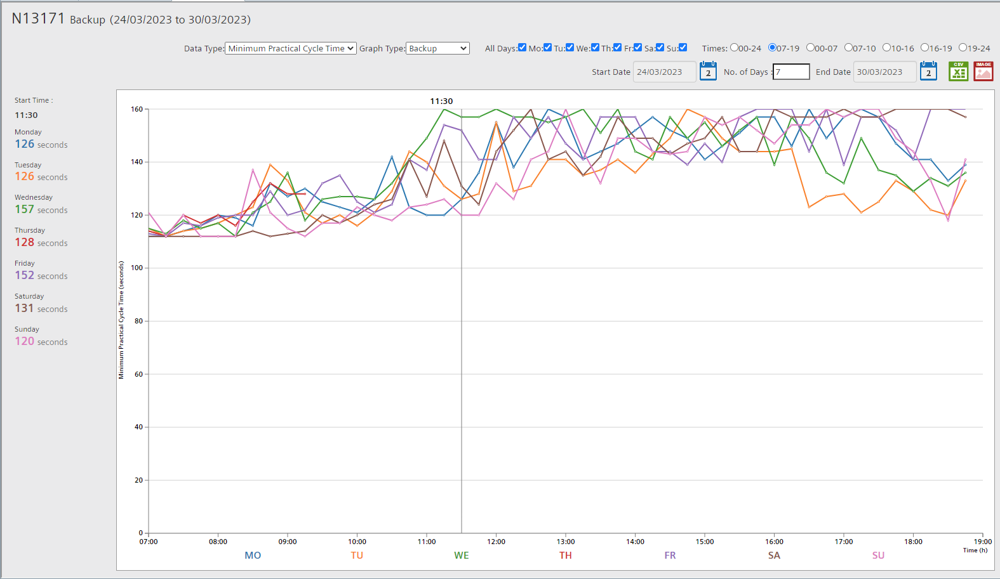 N13171 Backup (24/03/2023 to 30/03/2023)
Data Type: Minimum Practical Cycle Time Graph Type: Backup All Days: Mo: Tu: We: Th: Fr: Sa: Su: Times: 00-24 07-19 00-07 07-10 10-16 16-19 19-24
Start Date 24/03/2023 2 No. of Days : 7 End Date 30/03/2023 2 CSV IMAGE
Start Time :
11:30
Monday
126 seconds
Tuesday
126 seconds
Wednesday
157 seconds
Thursday
128 seconds
Friday
152 seconds
Saturday
131 seconds
Sunday
120 seconds
11:30
160
140
120
100
80
60
40
20
0
Minimum Practical Cycle Time (seconds)
07:00 08:00 09:00 10:00 11:00 12:00 13:00 14:00 15:00 16:00 17:00 18:00 19:00
Time (h)
MO TU WE TH FR SA SU